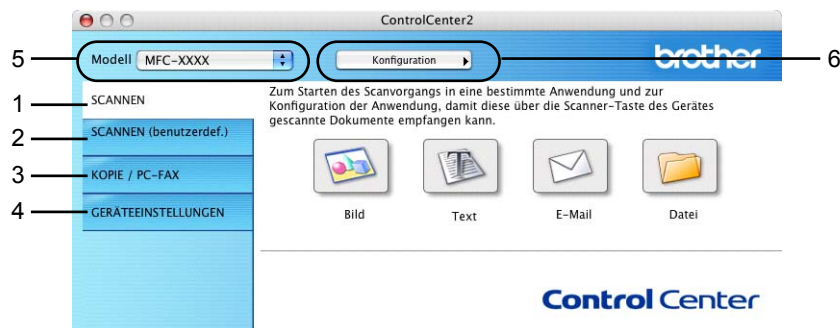 ControlCenter2
5
Modell MFC-XXXX
Konfiguration
brother
6
1
SCANNEN
2
SCANNEN (benutzerdef.)
3
KOPIE / PC-FAX
4
GERÄTEEINSTELLUNGEN
Zum Starten des Scanvorgangs in eine bestimmte Anwendung und zur
Konfiguration der Anwendung, damit diese über die Scanner-Taste des Gerätes
gescannte Dokumente empfangen kann.
Bild
Text
E-Mail
Datei
Control Center